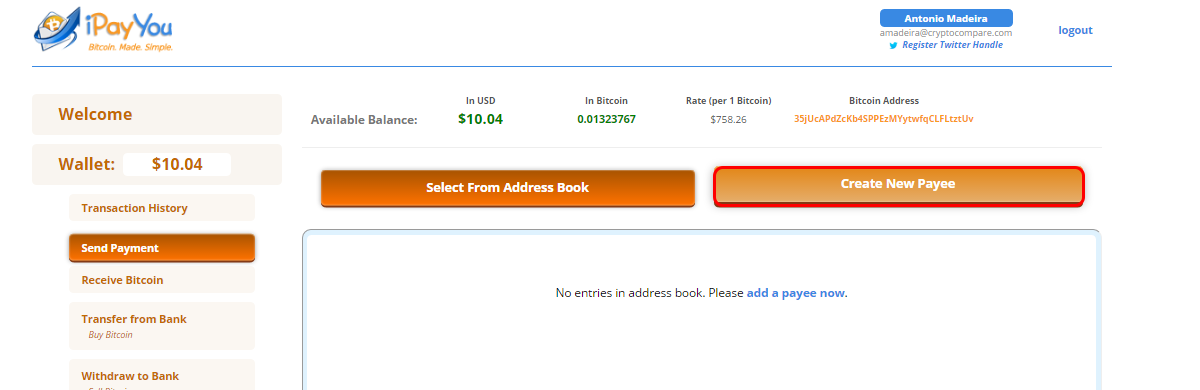 iPayYou
Bitcoin. Made. Simple.
Antonio Madeira
amadeira@cryptocompare.com
Register Twitter Handle
logout
Welcome
Wallet: $10.04
Transaction History
Send Payment
Receive Bitcoin
Transfer from Bank
Buy Bitcoin
Withdraw to Bank
In USD In Bitcoin Rate (per 1 Bitcoin) Bitcoin Address
Available Balance: $10.04 0.01323767 $758.26 35jUcAPdZcKb4SPPEzMYytwfqCLFLtztUv
Select From Address Book
Create New Payee
No entries in address book. Please add a payee now.